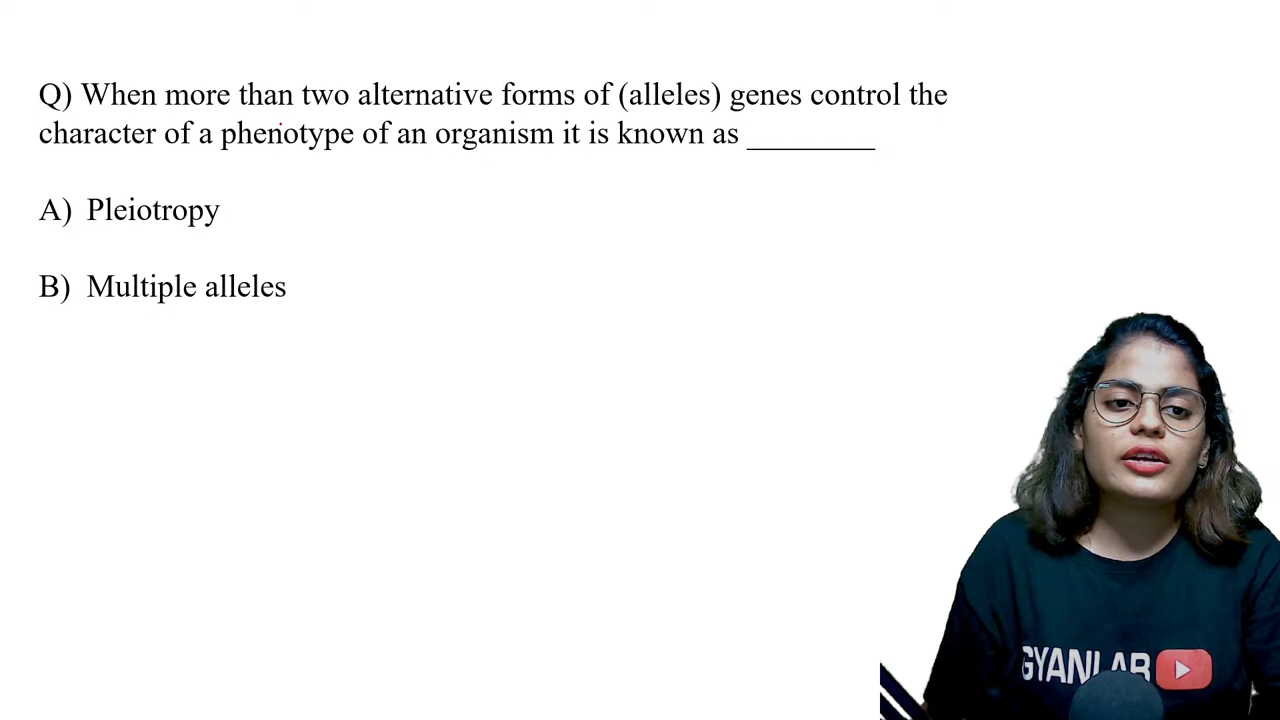 Q) When more than two alternative forms of (alleles) genes control the
character of a phenotype of an organism it is known as ________
A) Pleiotropy
B) Multiple alleles
GYANLAB